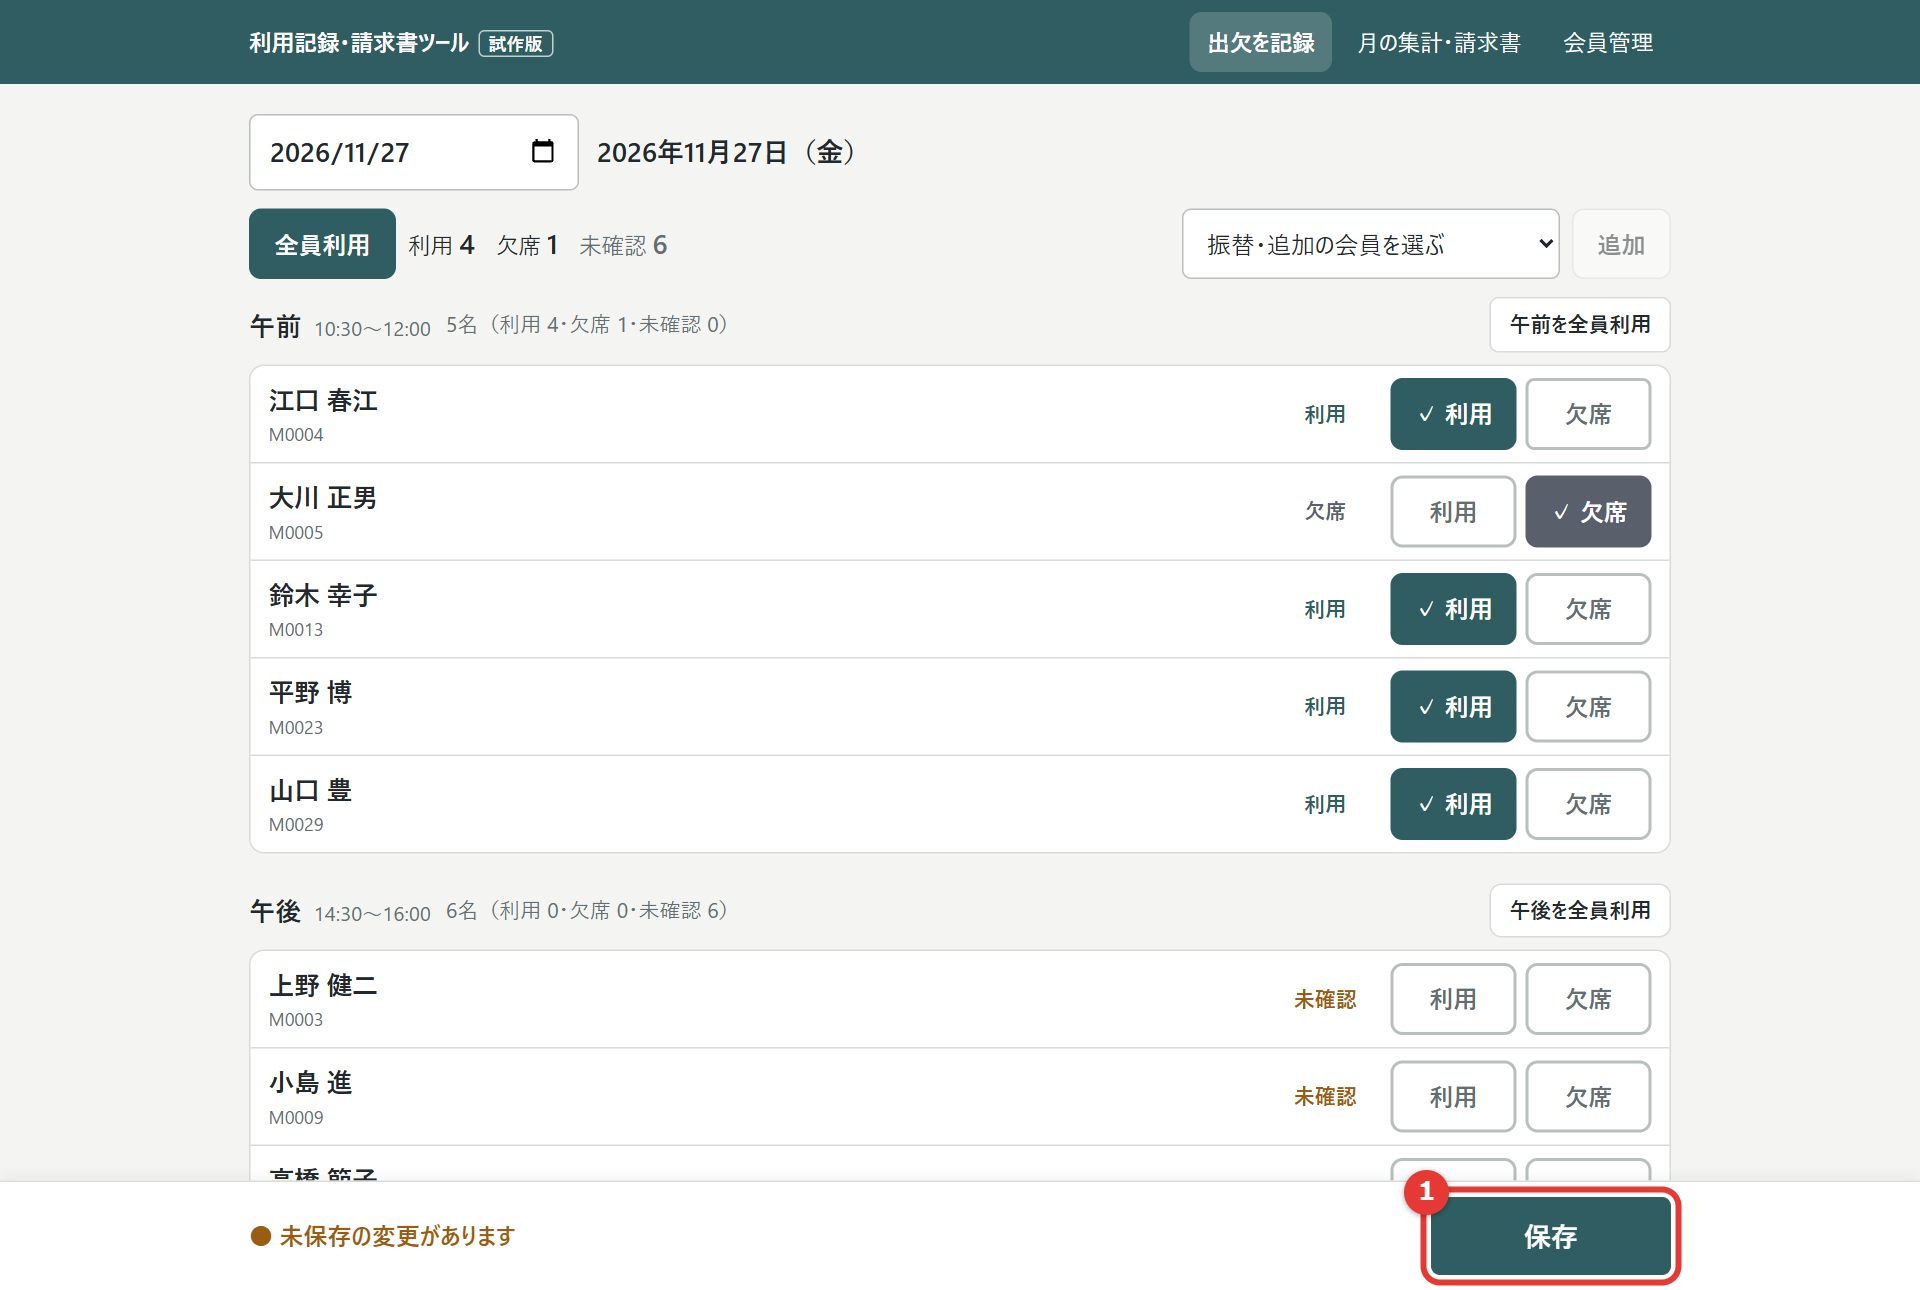 利用記録・請求書ツール 試作版 出欠を記録 月の集計・請求書 会員管理
2026/11/27 2026年11月27日（金）
全員利用 利用 4 欠席 1 未確認 6 振替・追加の会員を選ぶ 追加
午前 10:30～12:00 5名（利用 4・欠席 1・未確認 0） 午前を全員利用
江口 春江
M0004
利用 ✓ 利用 欠席
大川 正男
M0005
欠席 利用 ✓ 欠席
鈴木 幸子
M0013
利用 ✓ 利用 欠席
平野 博
M0023
利用 ✓ 利用 欠席
山口 豊
M0029
利用 ✓ 利用 欠席
午後 14:30～16:00 6名（利用 0・欠席 0・未確認 6） 午後を全員利用
上野 健二
M0003
未確認 利用 欠席
小島 進
M0009
未確認 利用 欠席
1
● 未保存の変更があります 保存